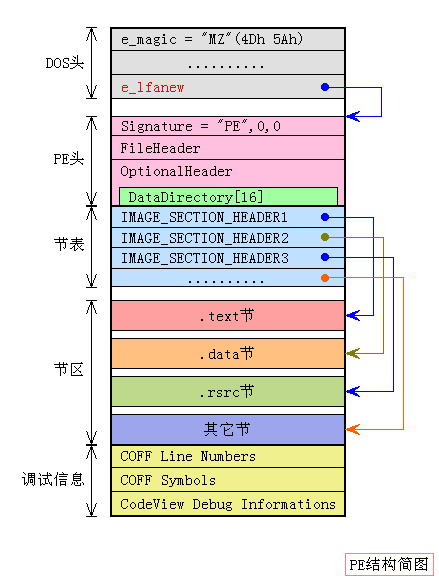 DOS头
e_magic = "MZ"(4Dh 5Ah)
..........
e_lfanew
PE头
Signature = "PE",0,0
FileHeader
OptionalHeader
DataDirectory[16]
节表
IMAGE_SECTION_HEADER1
IMAGE_SECTION_HEADER2
IMAGE_SECTION_HEADER3
..........
节区
.text节
.data节
.rsrc节
其它节
调试信息
COFF Line Numbers
COFF Symbols
CodeView Debug Informations
PE结构简图